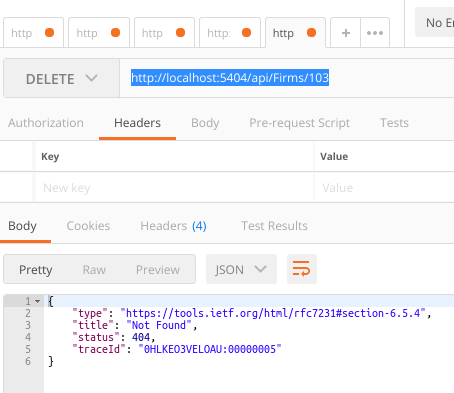 http
http
http
http:
http
+
•••
No En
DELETE
http://localhost:5404/api/Firms/103
Authorization
Headers
Body
Pre-request Script
Tests
Key
Value
New key
Value
Body
Cookies
Headers (4)
Test Results
Pretty
Raw
Preview
JSON
1 {
2 "type": "https://tools.ietf.org/html/rfc7231#section-6.5.4",
3 "title": "Not Found",
4 "status": 404,
5 "traceId": "0HLKEO3VELOAU:00000005"
6 }